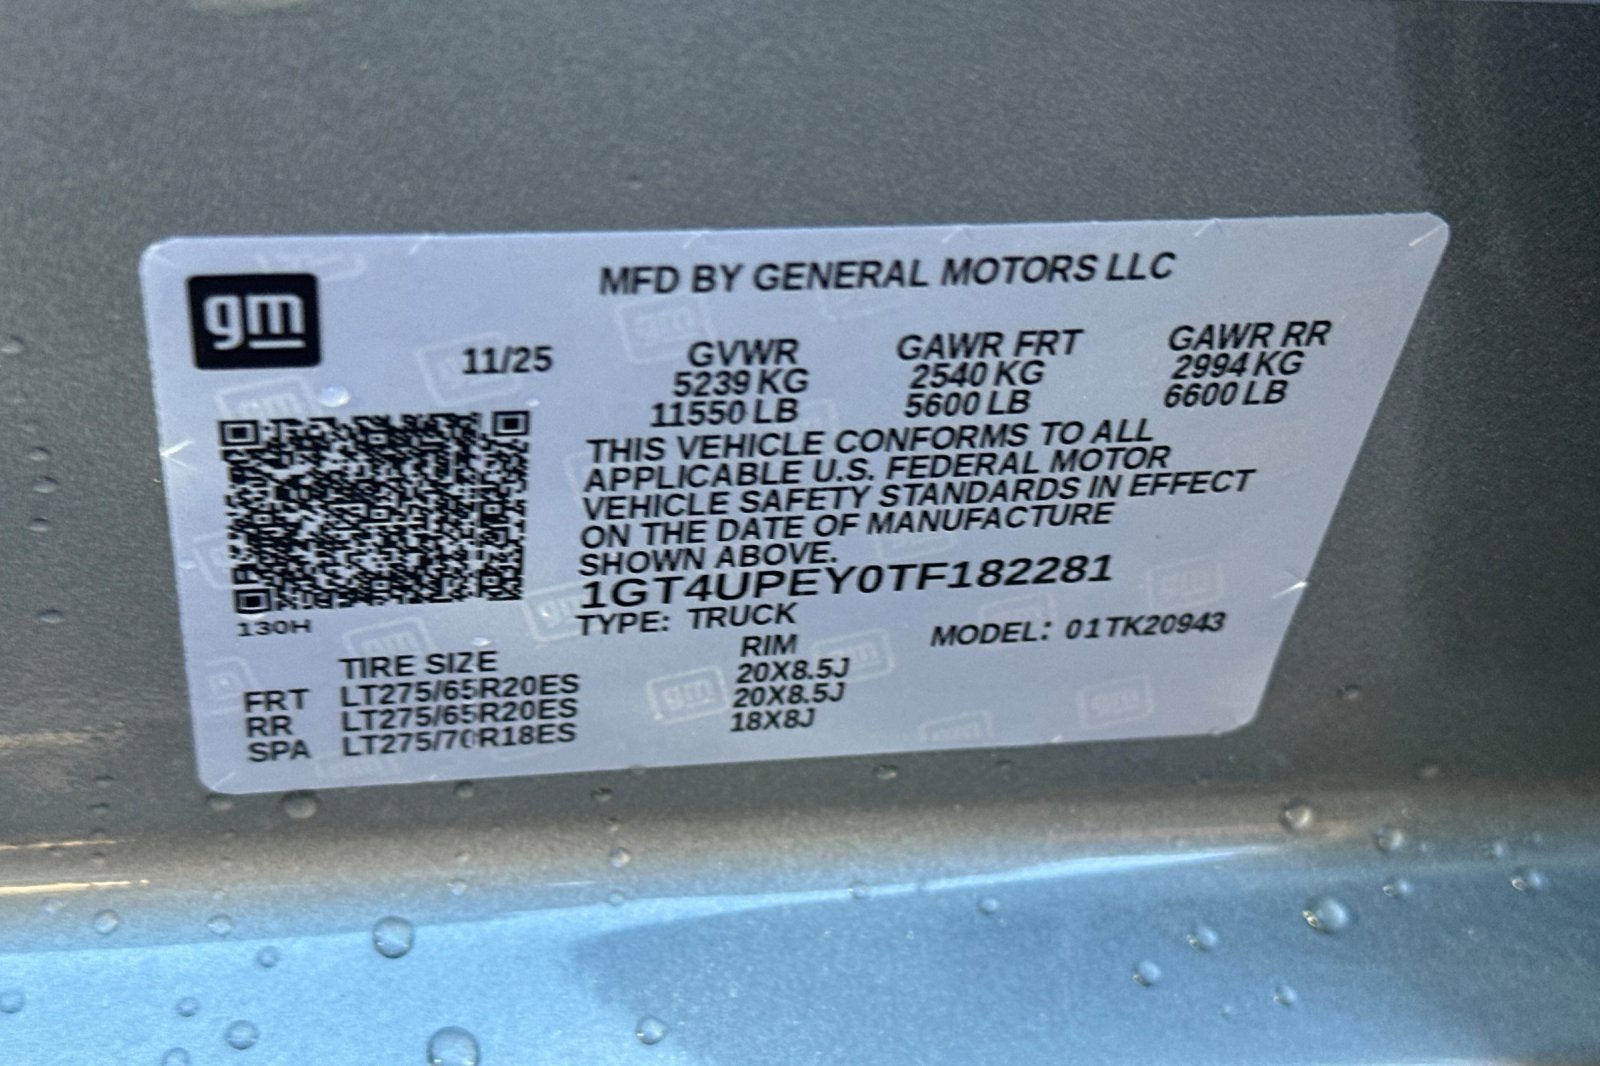 gm
MFD BY GENERAL MOTORS LLC
11/25
GVWR GAWR FRT GAWR RR
5239 KG 2540 KG 2994 KG
11550 LB 5600 LB 6600 LB
THIS VEHICLE CONFORMS TO ALL
APPLICABLE U.S. FEDERAL MOTOR
VEHICLE SAFETY STANDARDS IN EFFECT
ON THE DATE OF MANUFACTURE
SHOWN ABOVE.
1GT4UPEY0TF182281
130H
TYPE: TRUCK MODEL: 01TK20943
TIRE SIZE RIM
FRT LT275/65R20ES 20X8.5J
RR LT275/65R20ES 20X8.5J
SPA LT275/70R18ES 18X8J